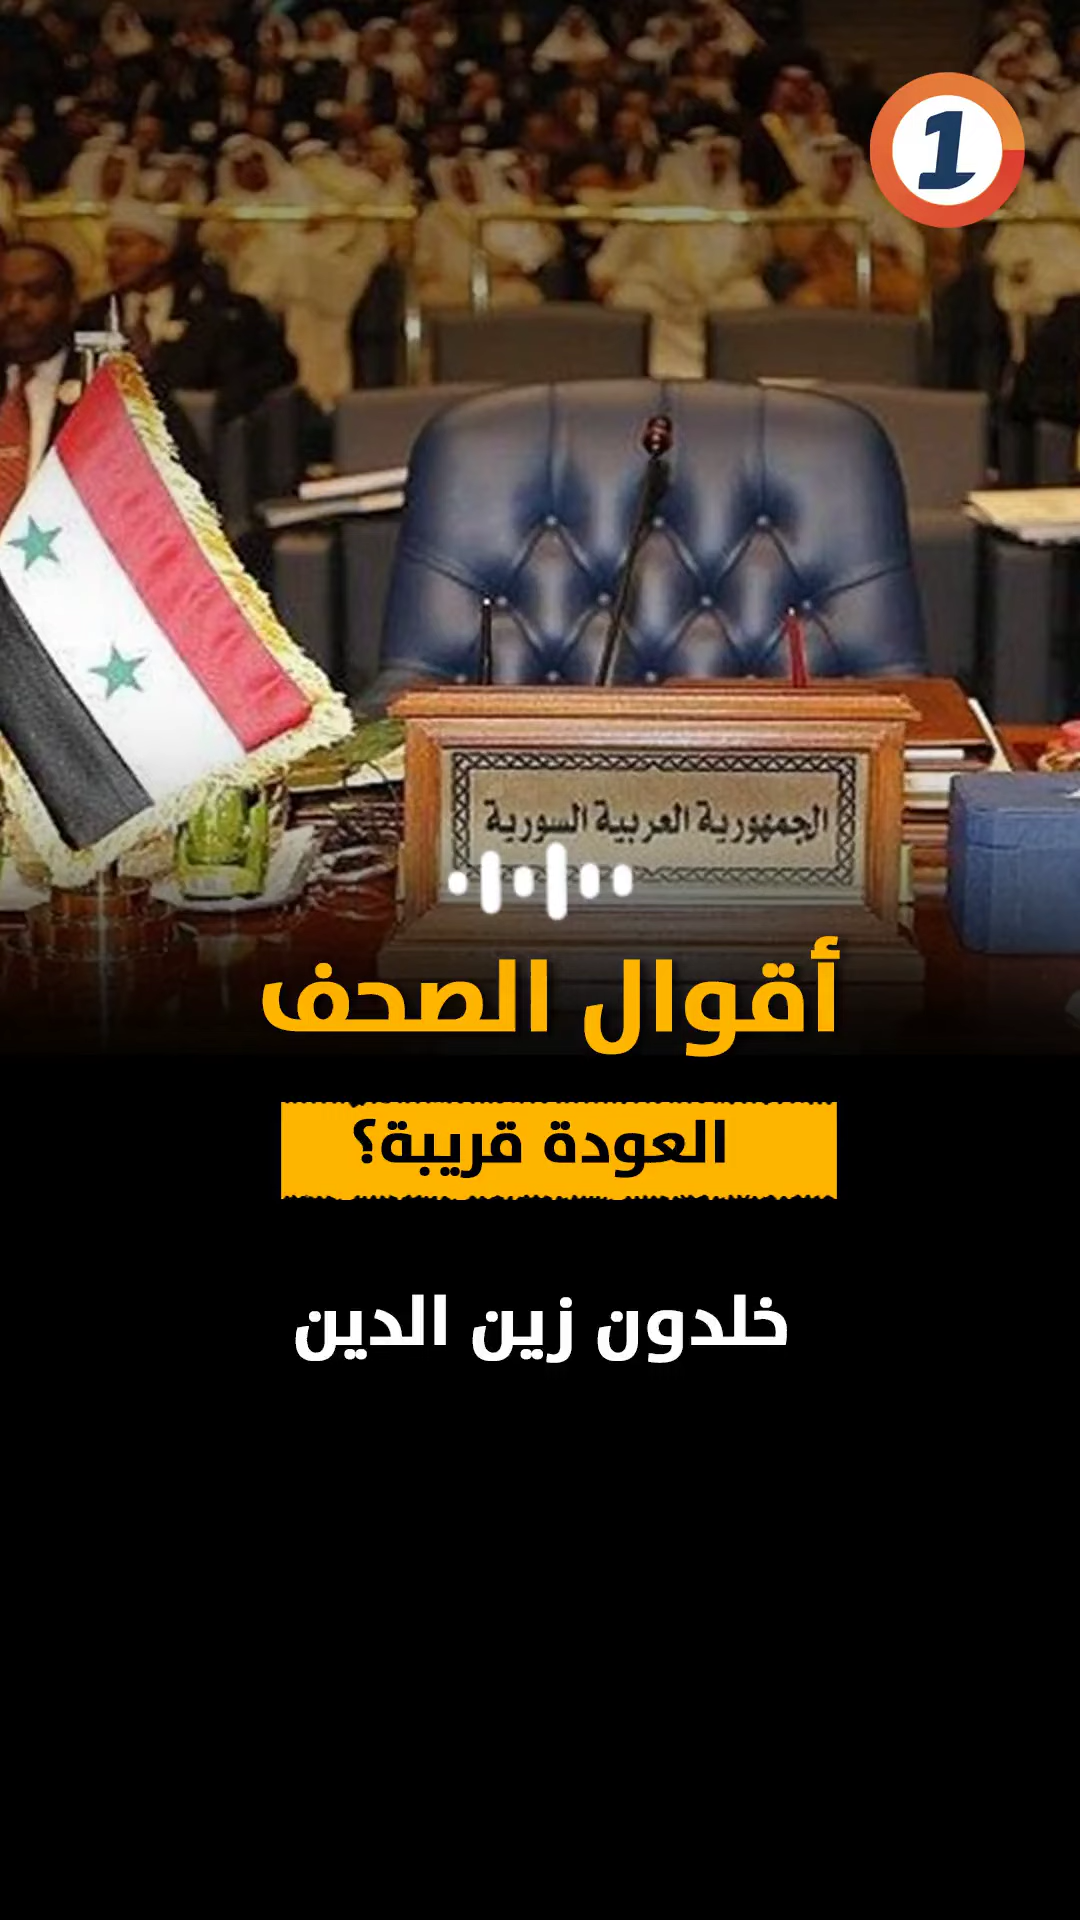 1
الجمهورية العربية السورية
أقوال الصحف
العودة قريبة؟
خلدون زين الدين